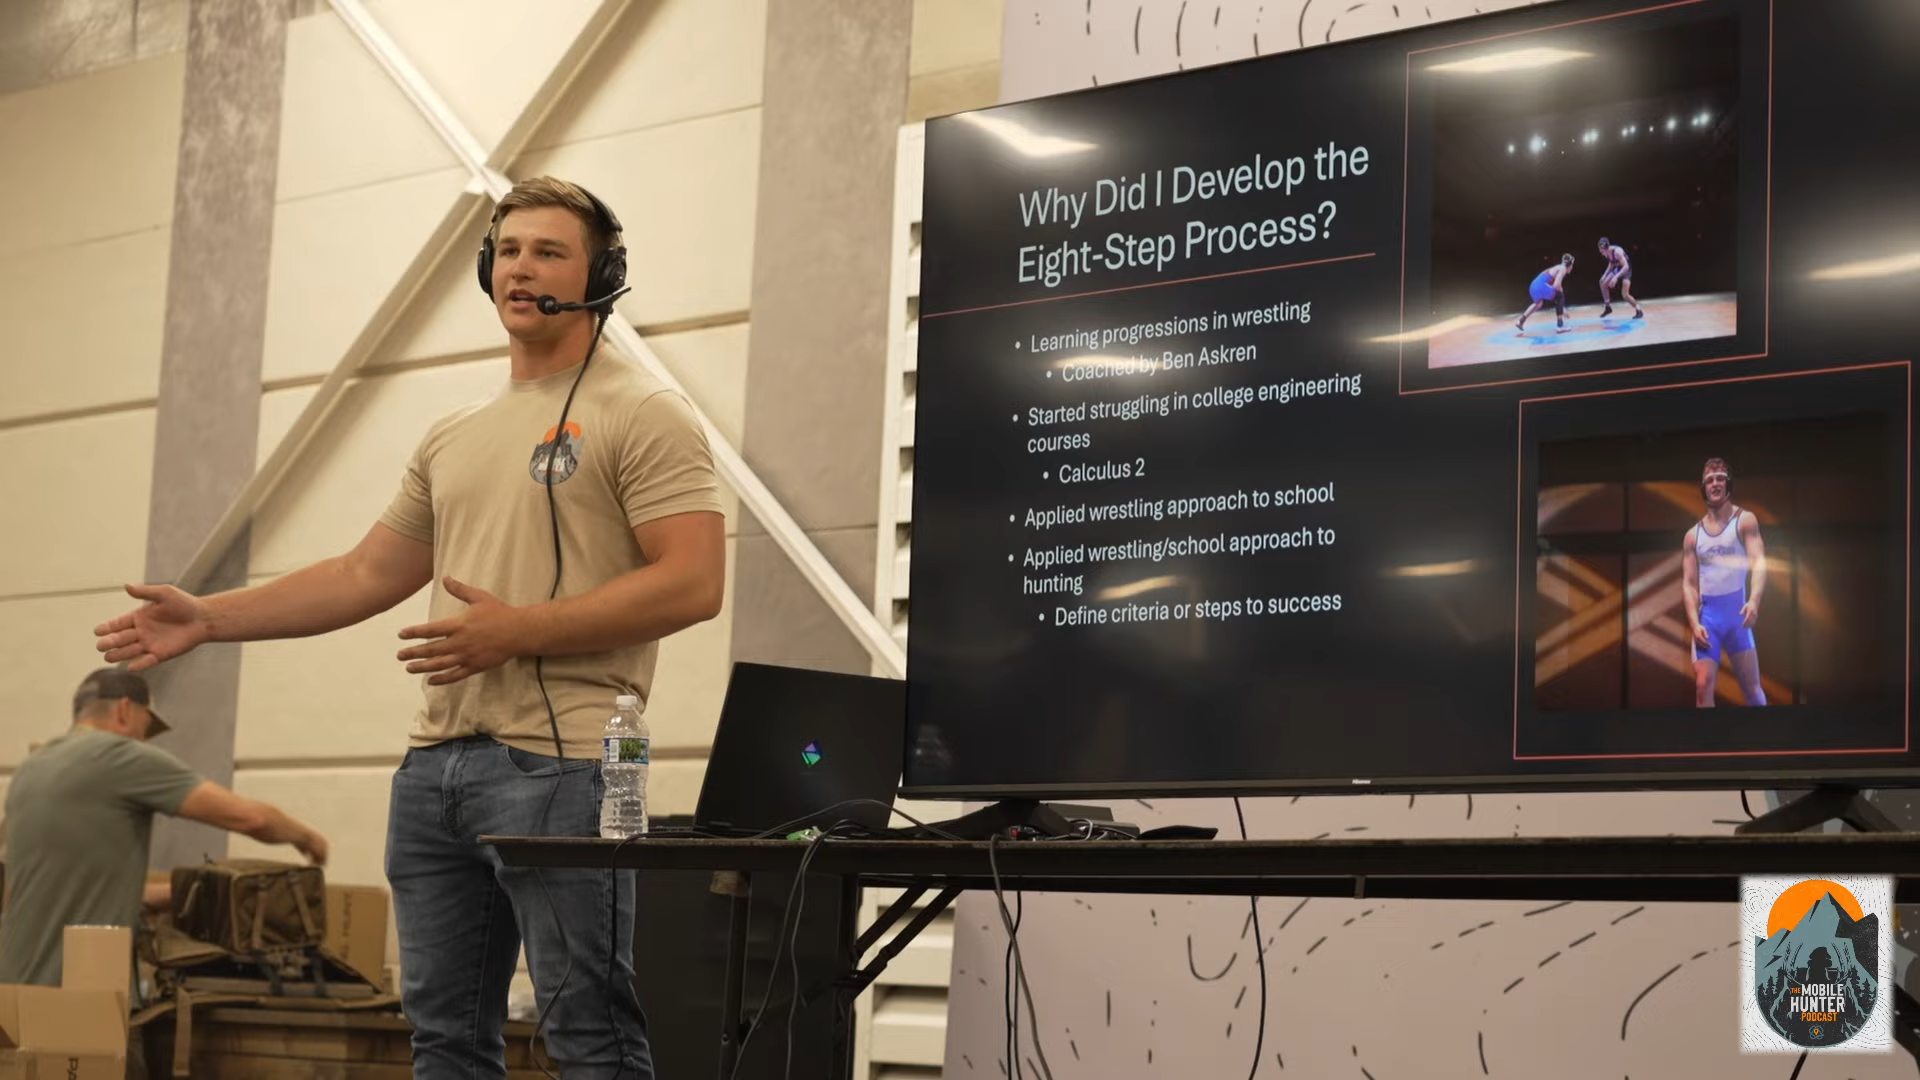 Why Did I Develop the
Eight-Step Process?
• Learning progressions in wrestling
• Coached by Ben Askren
• Started struggling in college engineering
courses
• Calculus 2
• Applied wrestling approach to school
• Applied wrestling/school approach to
hunting
• Define criteria or steps to success
Hisense
THE
MOBILE
HUNTER
PODCAST